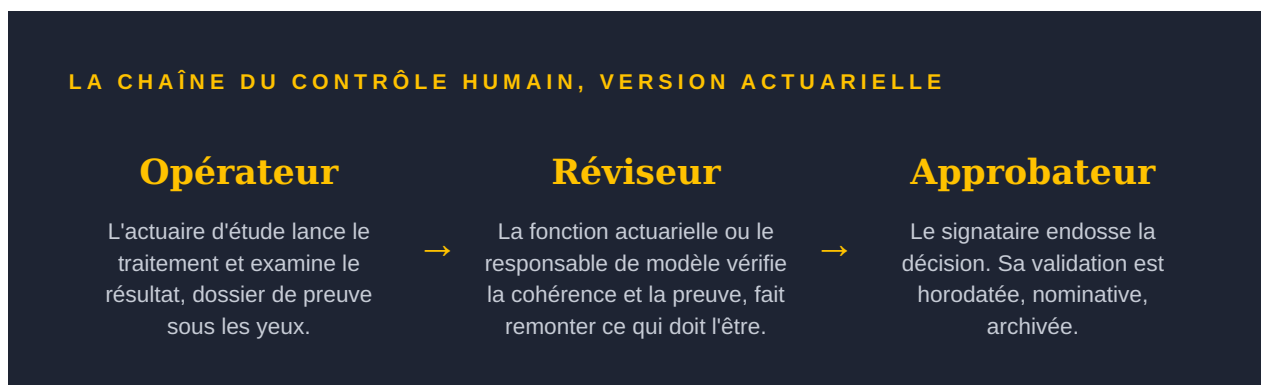 LA CHAÎNE DU CONTRÔLE HUMAIN, VERSION ACTUARIELLE
Opérateur
L'actuaire d'étude lance le
traitement et examine le
résultat, dossier de preuve
sous les yeux.
→
Réviseur
La fonction actuarielle ou le
responsable de modèle vérifie
la cohérence et la preuve, fait
remonter ce qui doit l'être.
→
Approbateur
Le signataire endosse la
décision. Sa validation est
horodatée, nominative,
archivée.